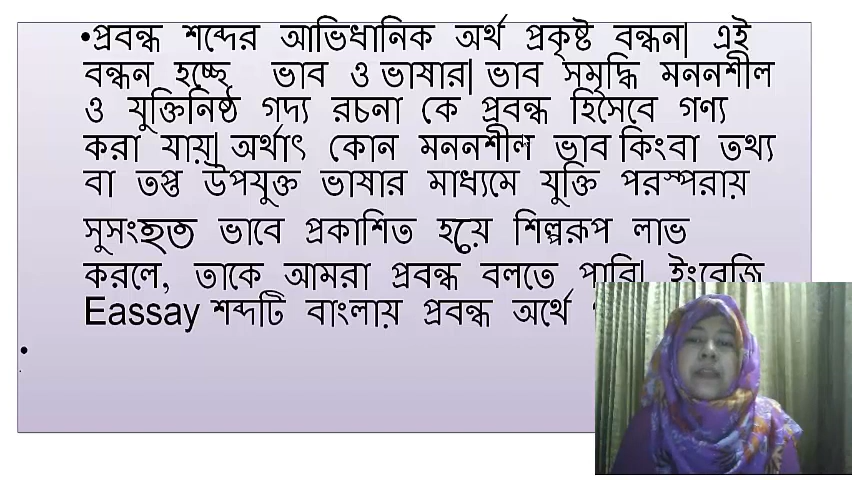 •প্রবন্ধ শব্দের আভিধানিক অর্থ প্রকৃষ্ট বন্ধন| এই
বন্ধন হচ্ছে ভাব ও ভাষার| ভাব সমৃদ্ধি মননশীল
ও যুক্তিনিষ্ঠ গদ্য রচনা কে প্রবন্ধ হিসেবে গণ্য
করা যায়| অর্থাৎ কোন মননশীল ভাব কিংবা তথ্য
বা তপ্ত উপযুক্ত ভাষার মাধ্যমে যুক্তি পরস্পরায়
সুসংহত ভাবে প্রকাশিত হয়ে শিল্পরূপ লাভ
করলে, তাকে আমরা প্রবন্ধ বলতে পারি| ইংরেজি
Eassay শব্দটি বাংলায় প্রবন্ধ অর্থে